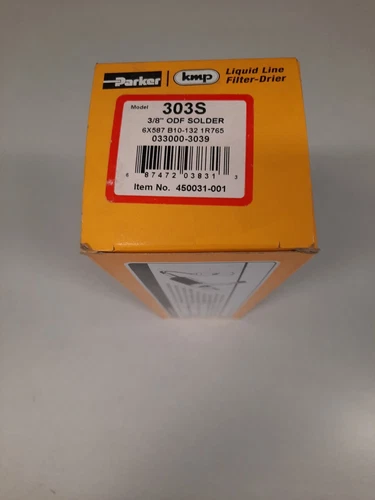 Parker
kmp
Liquid Line
Filter-Drier
Model 303S
3/8" ODF SOLDER
6X587 B10-132 1R765
033000-3039
6 87472 03831 3
Item No. 450031-001